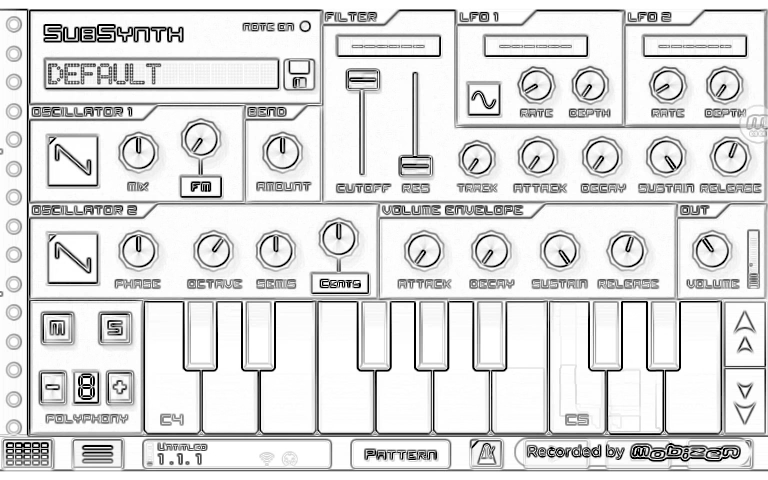 SUBSYNTH
NOTE ON
DEFAULT
FILTER
CUTOFF RES
LFO 1
RATE DEPTH
LFO 2
RATE DEPTH
TRACK ATTACK DECAY SUSTAIN RELEASE
OSCILLATOR 1
MIX FM
BEND
AMOUNT
OSCILLATOR 2
PHASE OCTAVE SEMIS Cents
VOLUME ENVELOPE
ATTACK DECAY SUSTAIN RELEASE
OUT
VOLUME
M S
- 8 +
POLYPHONY
C4 C5
Untitled
1.1.1
PATTERN
Recorded by mobizen